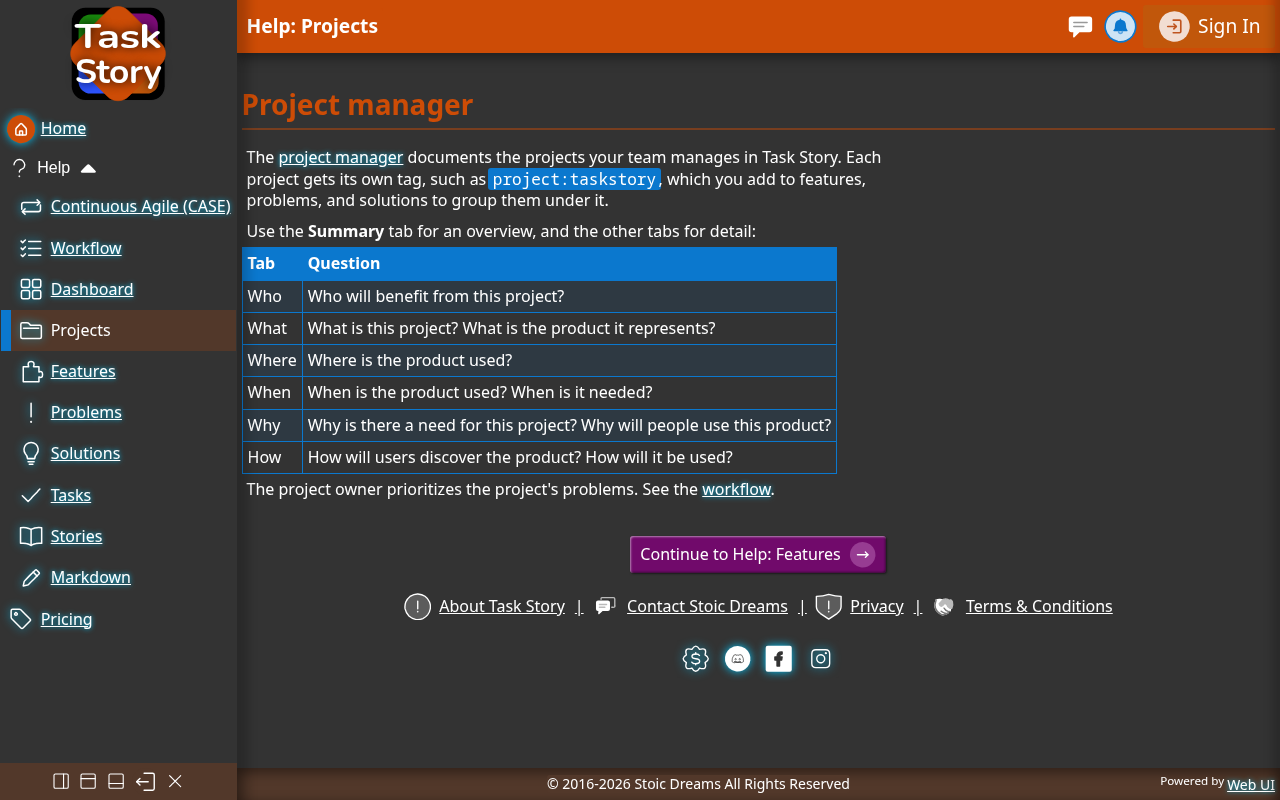 Task
Story
Help: Projects
Sign In
Home
Help
Continuous Agile (CASE)
Workflow
Dashboard
Projects
Features
Problems
Solutions
Tasks
Stories
Markdown
Pricing
Project manager
The project manager documents the projects your team manages in Task Story. Each
project gets its own tag, such as project:taskstory, which you add to features,
problems, and solutions to group them under it.
Use the Summary tab for an overview, and the other tabs for detail:
Tab Question
Who Who will benefit from this project?
What What is this project? What is the product it represents?
Where Where is the product used?
When When is the product used? When is it needed?
Why Why is there a need for this project? Why will people use this product?
How How will users discover the product? How will it be used?
The project owner prioritizes the project's problems. See the workflow.
Continue to Help: Features
About Task Story | Contact Stoic Dreams | Privacy | Terms & Conditions
© 2016-2026 Stoic Dreams All Rights Reserved
Powered by Web UI